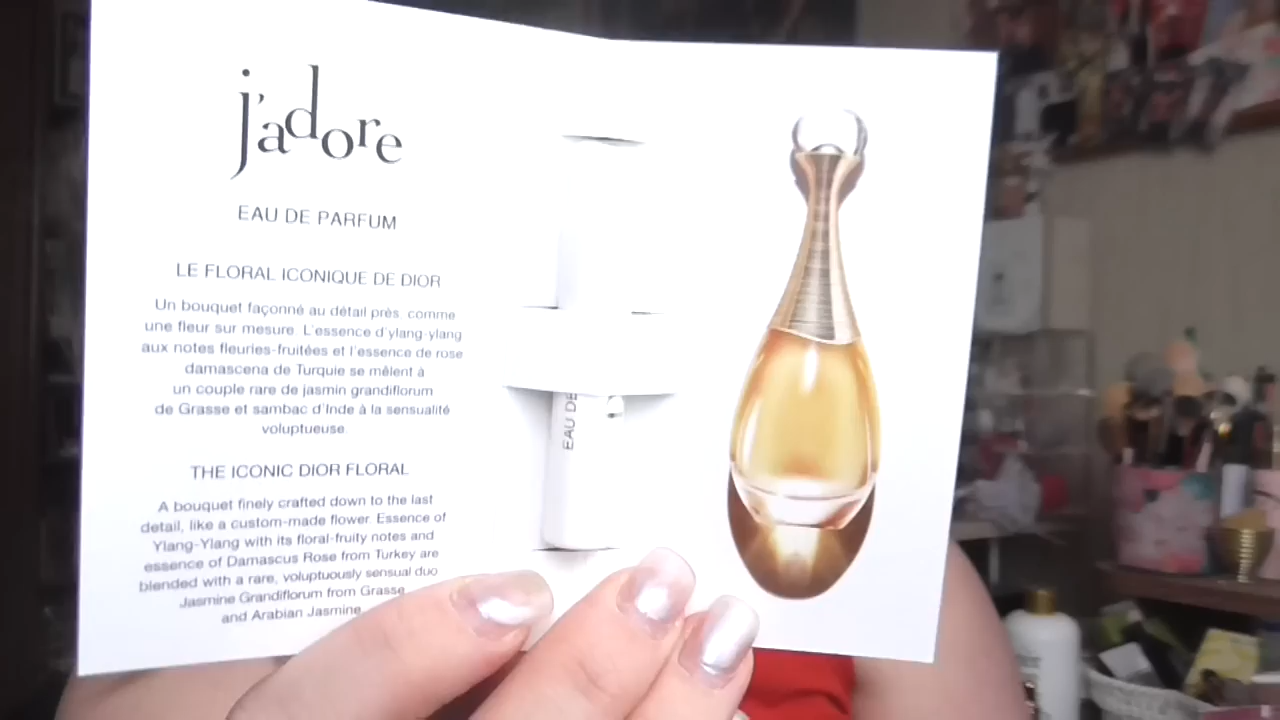 j'adore
EAU DE PARFUM
LE FLORAL ICONIQUE DE DIOR
Un bouquet façonné au détail près, comme
une fleur sur mesure. L'essence d'ylang-ylang
aux notes fleuries-fruitées et l'essence de rose
damascena de Turquie se mêlent à
un couple rare de jasmin grandiflorum
de Grasse et sambac d'Inde à la sensualité
voluptueuse.
THE ICONIC DIOR FLORAL
A bouquet finely crafted down to the last
detail, like a custom-made flower. Essence of
Ylang-Ylang with its floral-fruity notes and
essence of Damascus Rose from Turkey are
blended with a rare, voluptuously sensual duo
Jasmine Grandiflorum from Grasse
and Arabian Jasmine
EAU DE